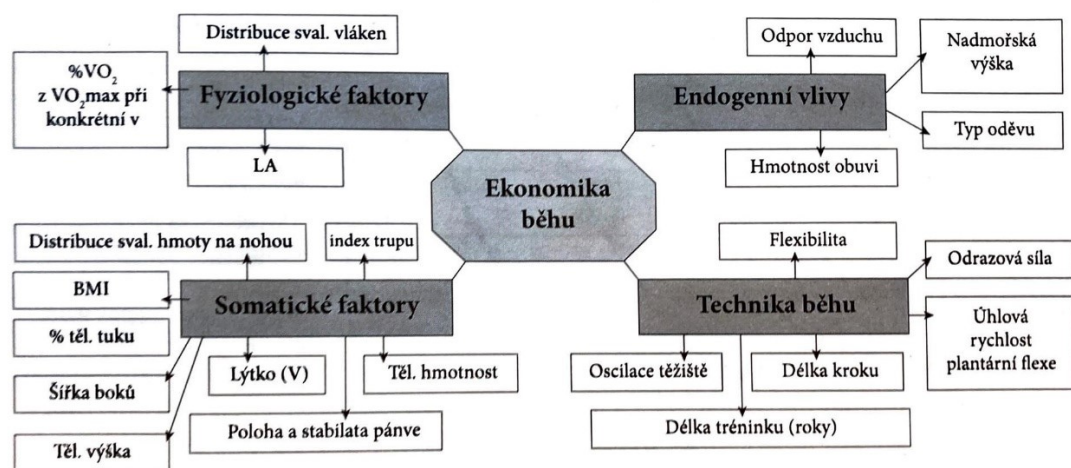 Distribuce sval. vláken
%VO₂
z VO₂max při
konkrétní v
Fyziologické faktory
LA
Odpor vzduchu
Nadmořská
výška
Endogenní vlivy
Typ oděvu
Hmotnost obuvi
Ekonomika
běhu
Distribuce sval. hmoty na nohou
index trupu
BMI
Somatické faktory
% těl. tuku
Šířka boků
Lýtko (V)
Těl. hmotnost
Těl. výška
Poloha a stabilata pánve
Flexibilita
Odrazová síla
Technika běhu
Úhlová
rychlost
plantární flexe
Oscilace těžiště
Délka kroku
Délka tréninku (roky)